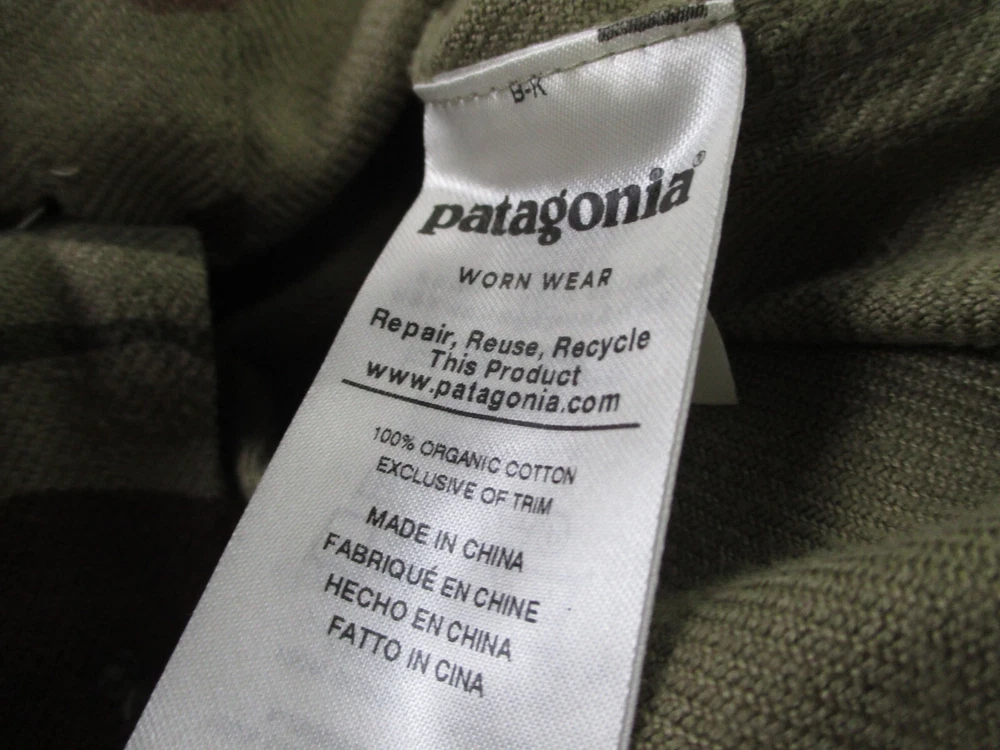 B-K
patagonia®
WORN WEAR
Repair, Reuse, Recycle
This Product
www.patagonia.com
100% ORGANIC COTTON
EXCLUSIVE OF TRIM
MADE IN CHINA
FABRIQUÉ EN CHINE
HECHO EN CHINA
FATTO IN CINA